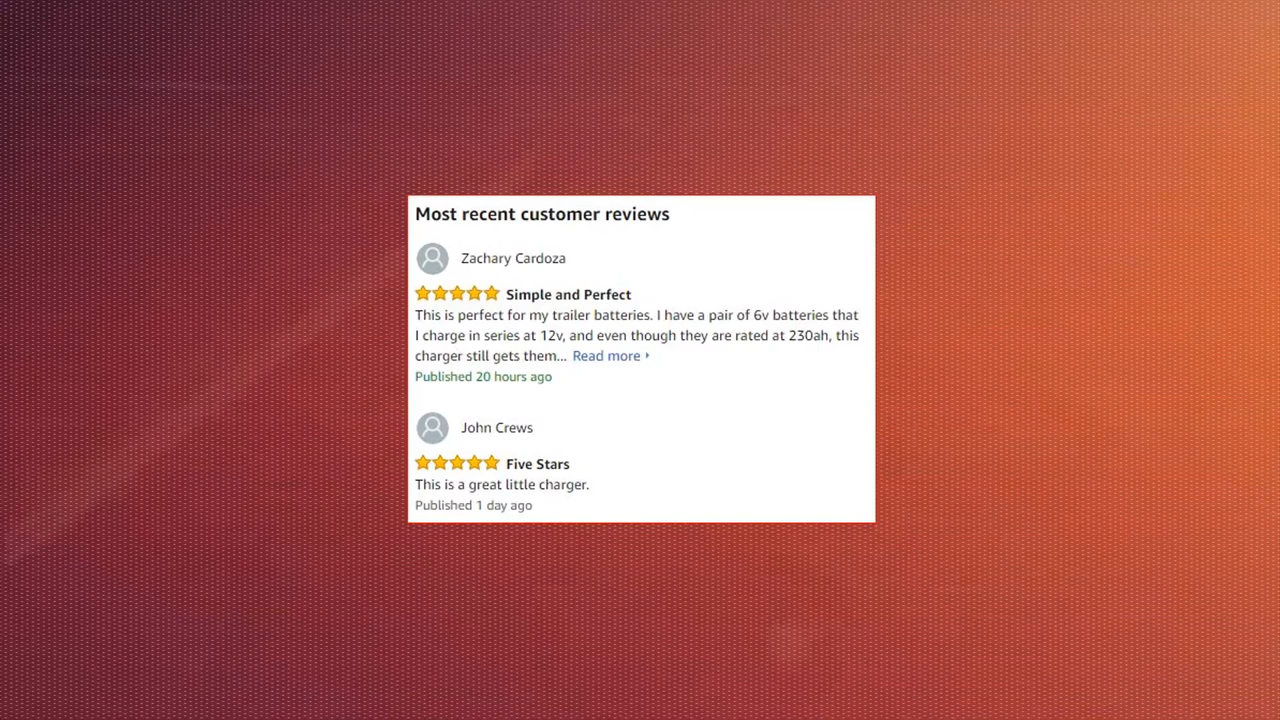 Most recent customer reviews
Zachary Cardoza
Simple and Perfect
This is perfect for my trailer batteries. I have a pair of 6v batteries that
I charge in series at 12v, and even though they are rated at 230ah, this
charger still gets them... Read more
Published 20 hours ago
John Crews
Five Stars
This is a great little charger.
Published 1 day ago